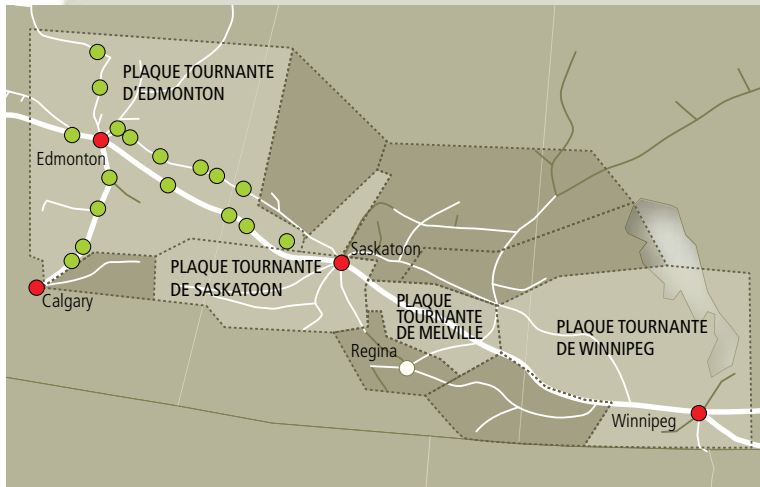 PLAQUE TOURNANTE
D'EDMONTON
Edmonton
Saskatoon
PLAQUE TOURNANTE
DE SASKATOON
Calgary
PLAQUE
TOURNANTE
DE MELVILLE
PLAQUE TOURNANTE
DE WINNIPEG
Regina
Winnipeg